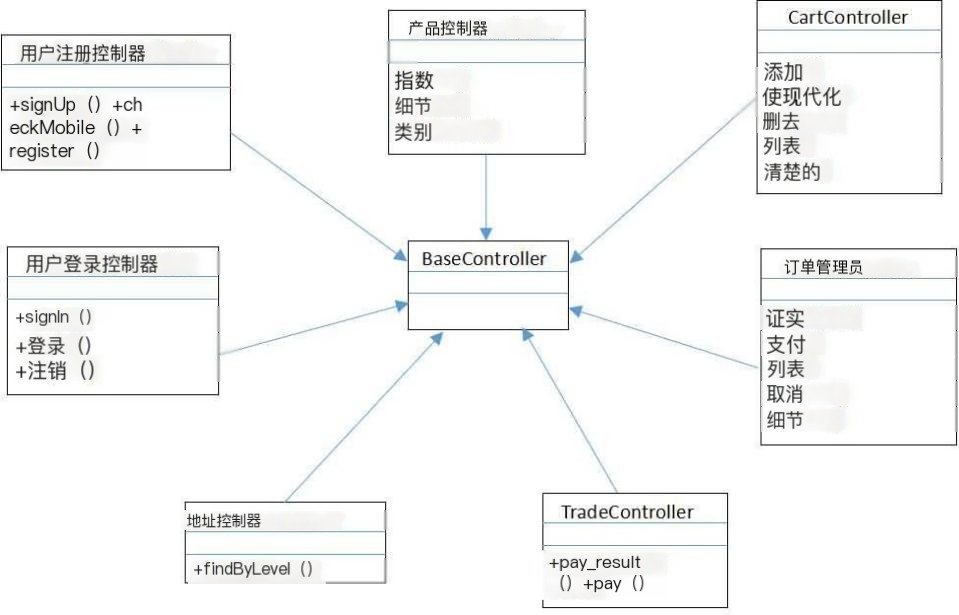 用户注册控制器
+signUp（）+ch
eckMobile（）+
register（）
产品控制器
指数
细节
类别
CartController
添加
使现代化
删去
列表
清楚的
用户登录控制器
+signIn（）
+登录（）
+注销（）
BaseController
订单管理员
证实
支付
列表
取消
细节
地址控制器
+findByLevel（）
TradeController
+pay_result
（）+pay（）